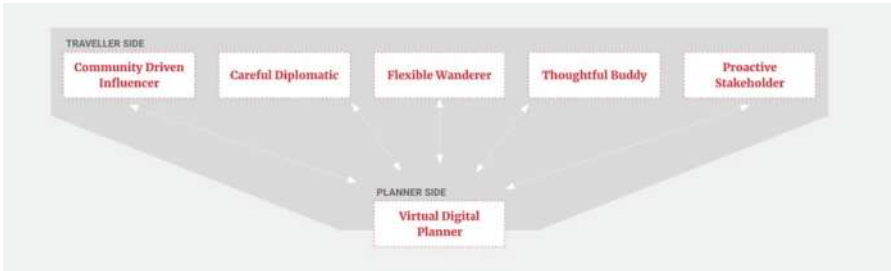 TRAVELLER SIDE
Community Driven
Influencer
Careful Diplomatic
Flexible Wanderer
Thoughtful Buddy
Proactive
Stakeholder
PLANNER SIDE
Virtual Digital
Planner